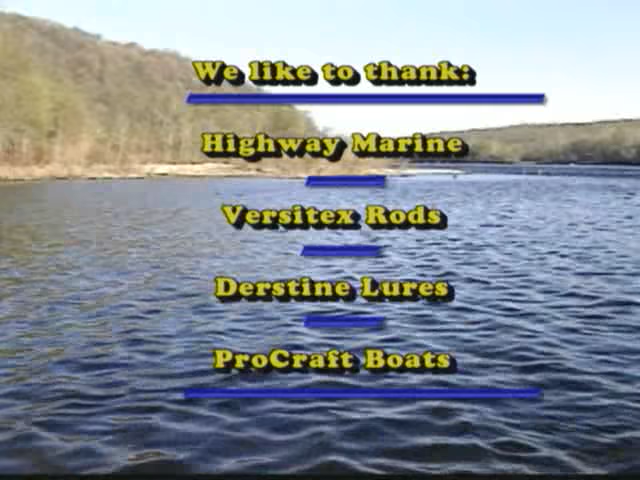 We like to thank:
Highway Marine
Versitex Rods
Derstine Lures
ProCraft Boats